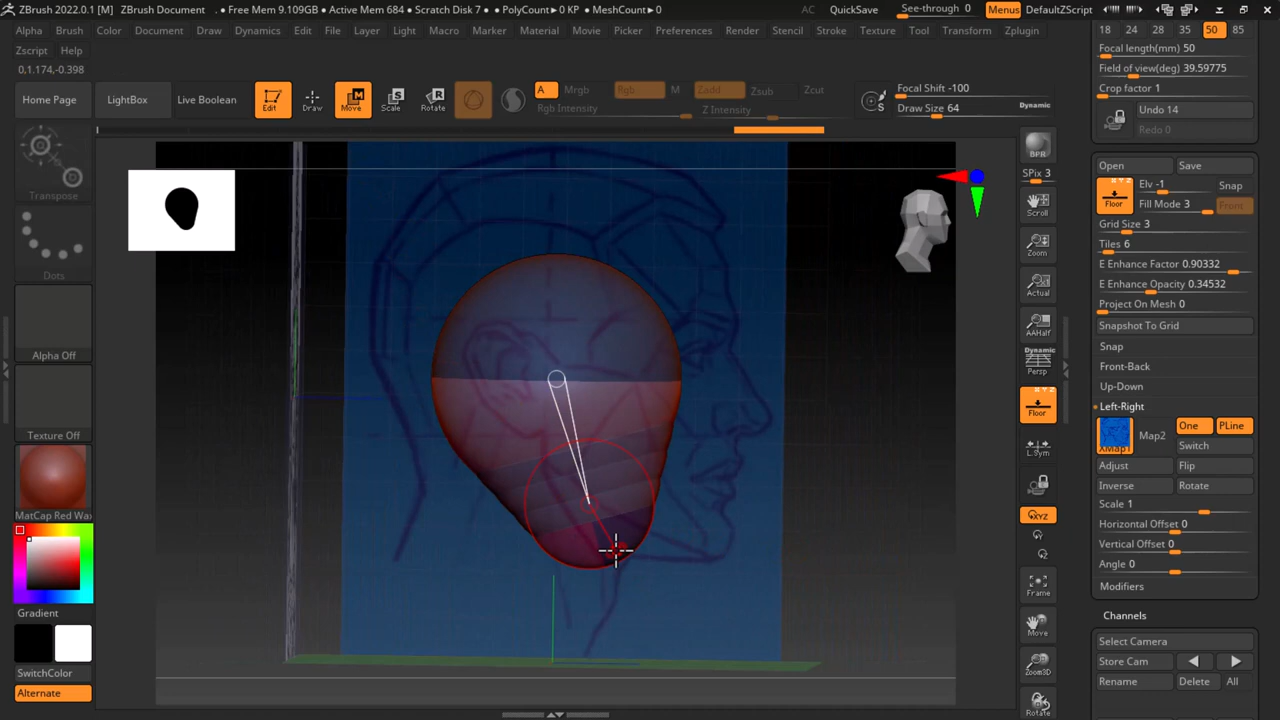 ZBrush 2022.0.1 [M]   ZBrush Document   • Free Mem 9.109GB • Active Mem 684 • Scratch Disk 7 •   PolyCount▸0 KP   • MeshCount▸0
AC   QuickSave   See-through 0   Menus   DefaultZScript
Alpha   Brush   Color   Document   Draw   Dynamics   Edit   File   Layer   Light   Macro   Marker   Material   Movie   Picker   Preferences   Render   Stencil   Stroke   Texture   Tool   Transform   Zplugin
Zscript   Help
0,1.174,-0.398
Home Page   LightBox   Live Boolean   Edit   Draw   Move   Scale   Rotate
A   Mrgb   Rgb   M   Zadd   Zsub   Zcut
Rgb Intensity   Z Intensity
Focal Shift -100
Draw Size 64   Dynamic
S
Transpose
Dots
Alpha Off
Texture Off
MatCap Red Wa
Gradient
SwitchColor
Alternate
BPR
SPix 3
Scroll
Zoom
Actual
AAHalf
Dynamic
Persp
X Y Z
Floor
L.Sym
XYZ
Y
Z
Frame
Move
Zoom3D
Rotate
18   24   28   35   50   85
Focal length(mm) 50
Field of view(deg) 39.59775
Crop factor 1
Undo 14
Redo 0
Open   Save
X Y Z
Floor   Elv -1   Snap
Fill Mode 3   Front
Grid Size 3
Tiles 6
E Enhance Factor 0.90332
E Enhance Opacity 0.34532
Project On Mesh 0
Snapshot To Grid
Snap
Front-Back
Up-Down
Left-Right
XMap1   Map2   One   PLine
Switch
Adjust   Flip
Inverse   Rotate
Scale 1
Horizontal Offset 0
Vertical Offset 0
Angle 0
Modifiers
Channels
Select Camera
Store Cam
Rename   Delete   All